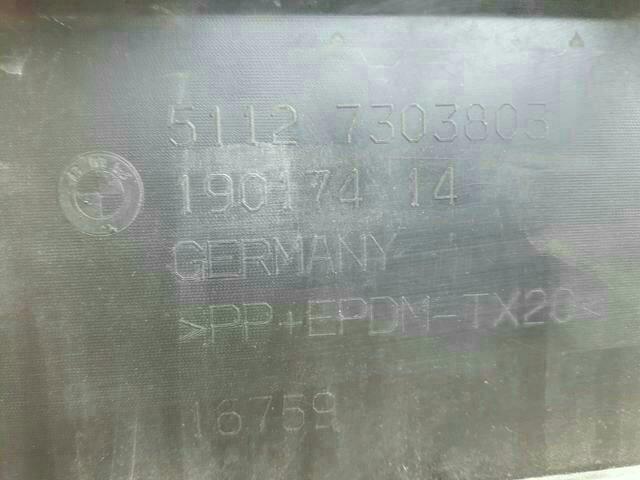 5112 7303803
190174 14
GERMANY
>PP+EPDM-TX20<
16759